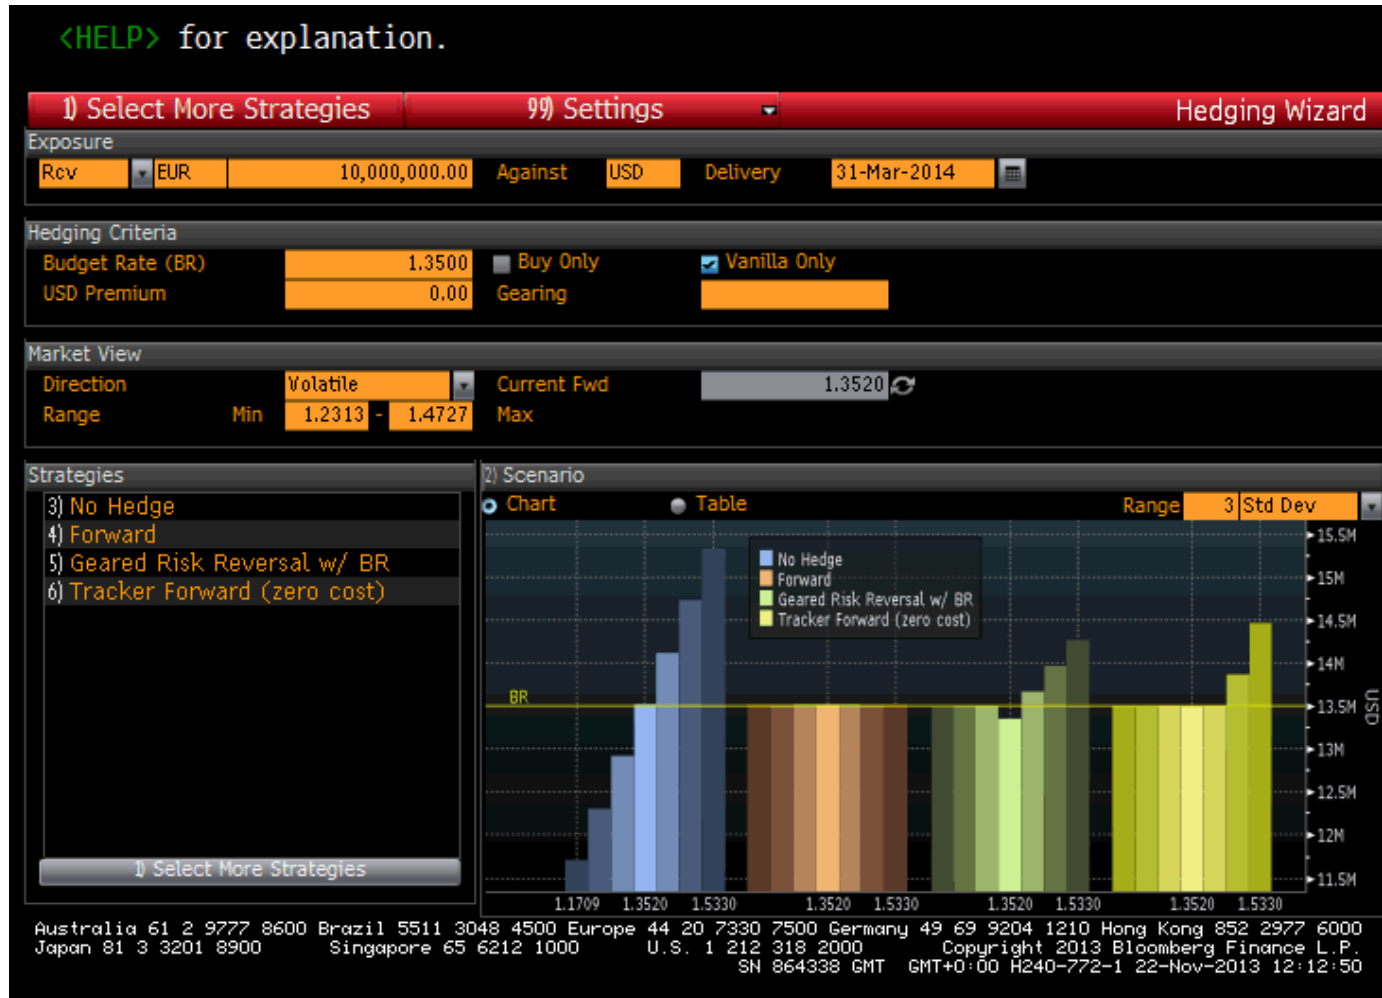 <HELP> for explanation.
1) Select More Strategies 99) Settings Hedging Wizard
Exposure
Rcv EUR 10,000,000.00 Against USD Delivery 31-Mar-2014
Hedging Criteria
Budget Rate (BR) 1.3500 Buy Only Vanilla Only
USD Premium 0.00 Gearing
Market View
Direction Volatile Current Fwd 1.3520
Range Min 1.2313 - 1.4727 Max
Strategies
3) No Hedge
4) Forward
5) Geared Risk Reversal w/ BR
6) Tracker Forward (zero cost)
1) Select More Strategies
2) Scenario
Chart Table Range 3 Std Dev
No Hedge
Forward
Geared Risk Reversal w/ BR
Tracker Forward (zero cost)
BR
15.5M
15M
14.5M
14M
13.5M
13M
12.5M
12M
11.5M
USD
1.1709 1.3520 1.5330 1.3520 1.5330 1.3520 1.5330 1.3520 1.5330
Australia 61 2 9777 8600 Brazil 5511 3048 4500 Europe 44 20 7330 7500 Germany 49 69 9204 1210 Hong Kong 852 2977 6000
Japan 81 3 3201 8900 Singapore 65 6212 1000 U.S. 1 212 318 2000 Copyright 2013 Bloomberg Finance L.P.
SN 864338 GMT GMT+0:00 H240-772-1 22-Nov-2013 12:12:50